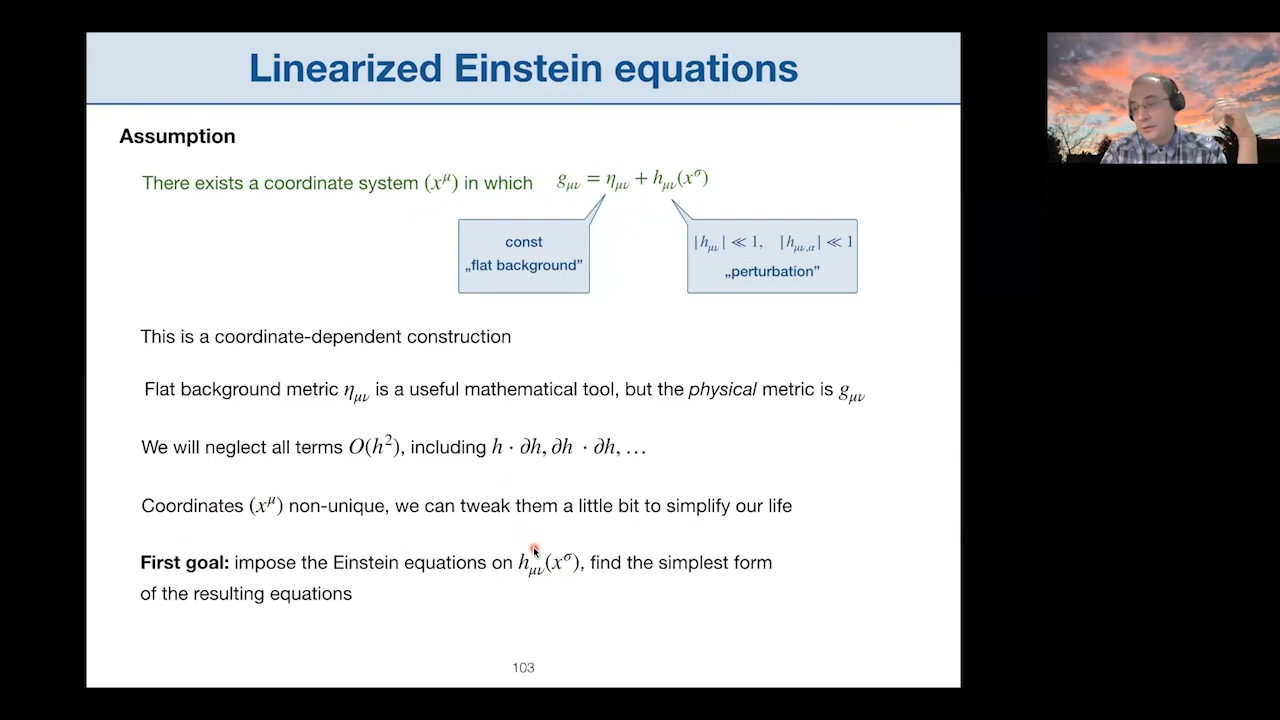 Linearized Einstein equations
Assumption
There exists a coordinate system (x^μ) in which g_μν = η_μν + h_μν(x^σ)
const
„flat background”
|h_μν| ≪ 1, |h_μν,α| ≪ 1
„perturbation”
This is a coordinate-dependent construction
Flat background metric η_μν is a useful mathematical tool, but the physical metric is g_μν
We will neglect all terms O(h²), including h · ∂h, ∂h · ∂h, …
Coordinates (x^μ) non-unique, we can tweak them a little bit to simplify our life
First goal: impose the Einstein equations on h_μν(x^σ), find the simplest form
of the resulting equations
103